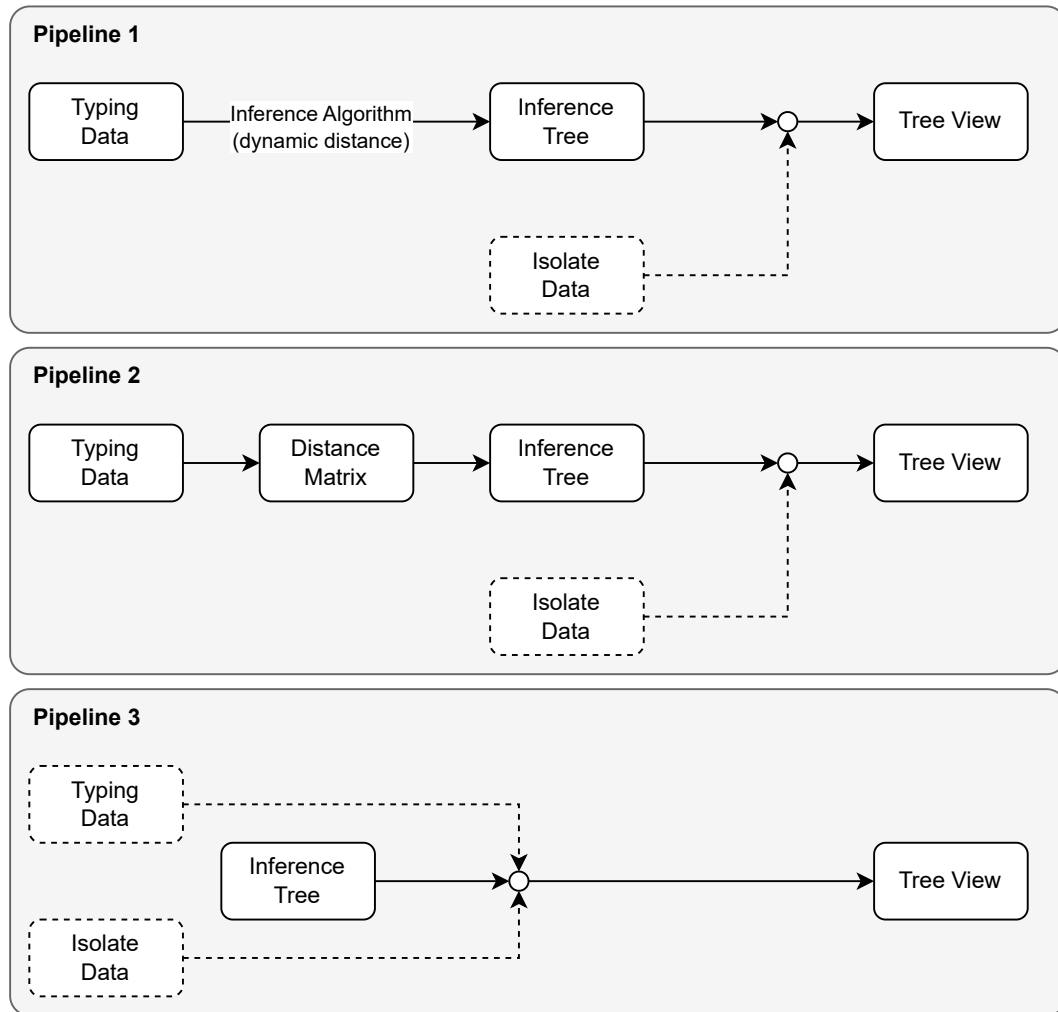 Pipeline 1
Typing
Data
Inference Algorithm
(dynamic distance)
Inference
Tree
Tree View
Isolate
Data
Pipeline 2
Typing
Data
Distance
Matrix
Inference
Tree
Tree View
Isolate
Data
Pipeline 3
Typing
Data
Inference
Tree
Tree View
Isolate
Data